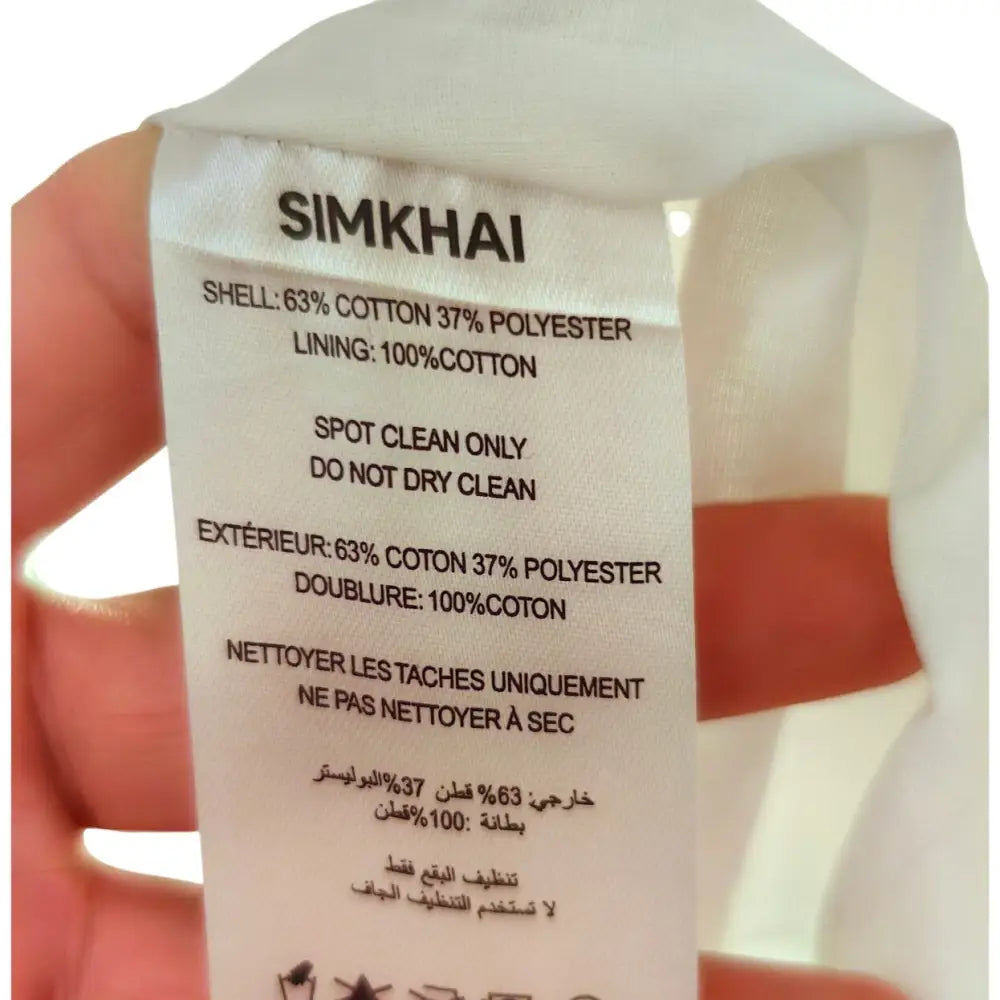 SIMKHAI
SHELL: 63% COTTON 37% POLYESTER
LINING: 100%COTTON
SPOT CLEAN ONLY
DO NOT DRY CLEAN
EXTÉRIEUR: 63% COTON 37% POLYESTER
DOUBLURE: 100%COTON
NETTOYER LES TACHES UNIQUEMENT
NE PAS NETTOYER À SEC
خارجي: 63% قطن 37%البوليستر
بطانة :100%قطن
تنظيف البقع فقط
لا تستخدم التنظيف الجاف